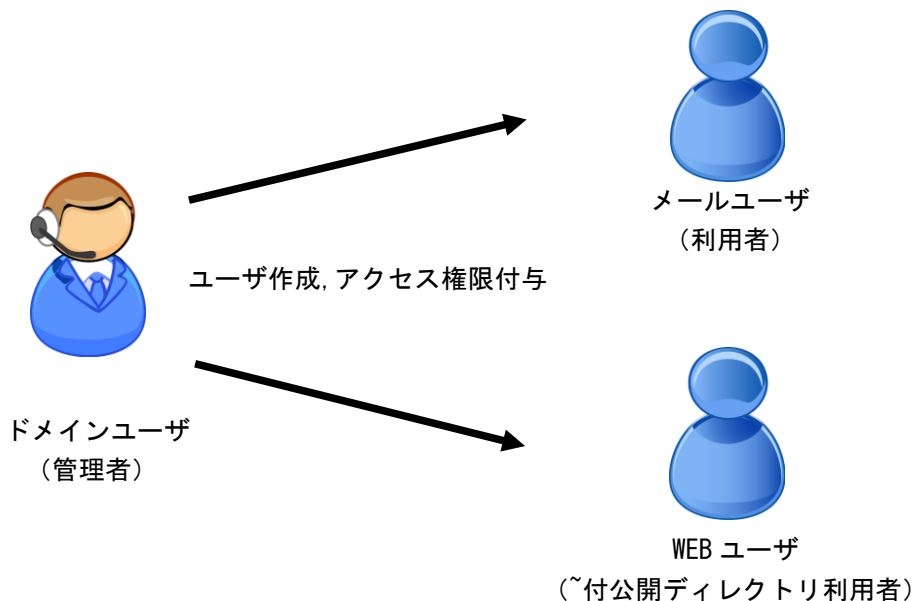 メールユーザ
（利用者）
ユーザ作成, アクセス権限付与
ドメインユーザ
（管理者）
WEB ユーザ
（~付公開ディレクトリ利用者）